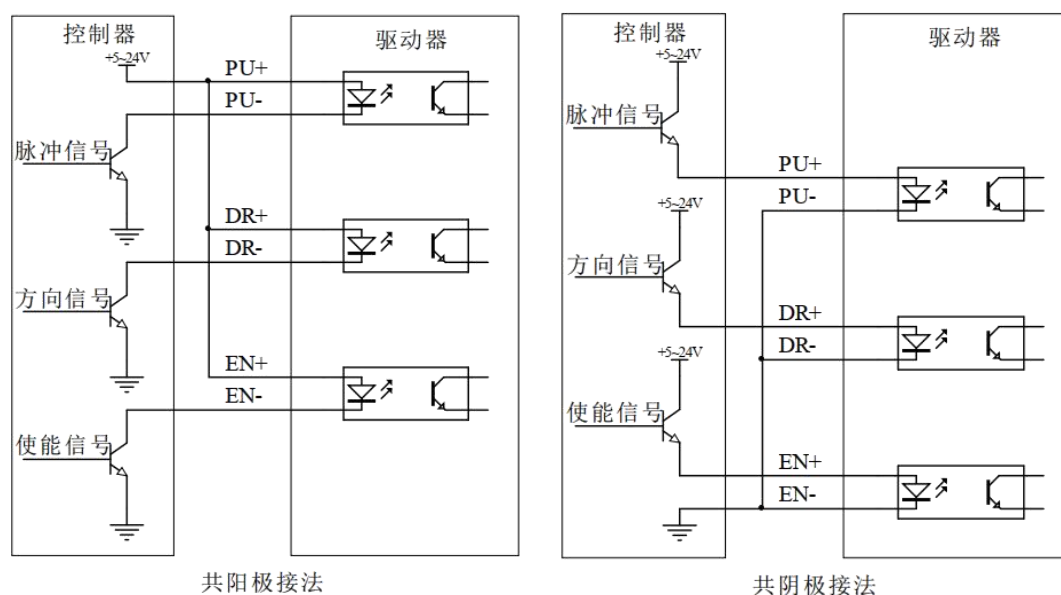 控制器
驱动器
+5~24V
PU+
PU-
脉冲信号
DR+
DR-
方向信号
EN+
EN-
使能信号
共阳极接法
控制器
驱动器
+5~24V
脉冲信号
PU+
PU-
+5~24V
方向信号
DR+
DR-
+5~24V
使能信号
EN+
EN-
共阴极接法